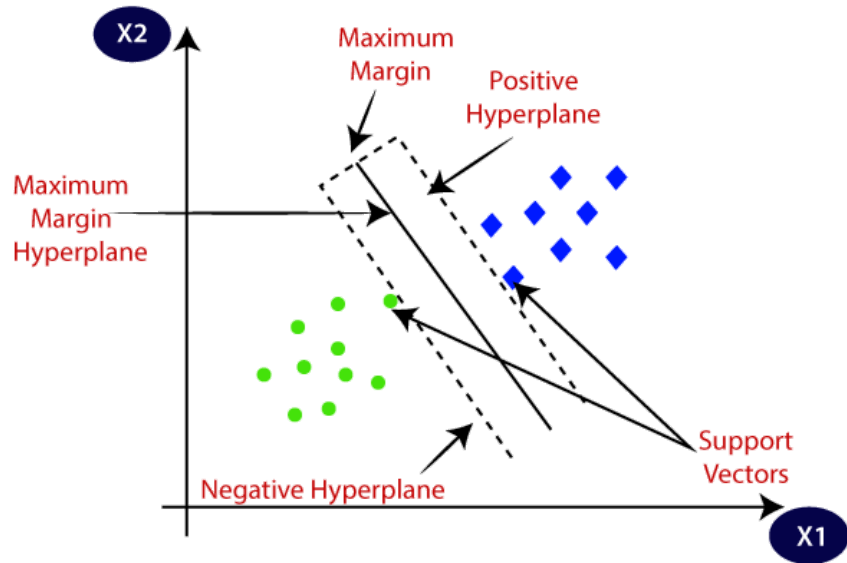 X2
Maximum
Margin
Positive
Hyperplane
Maximum
Margin
Hyperplane
Support
Vectors
Negative Hyperplane
X1